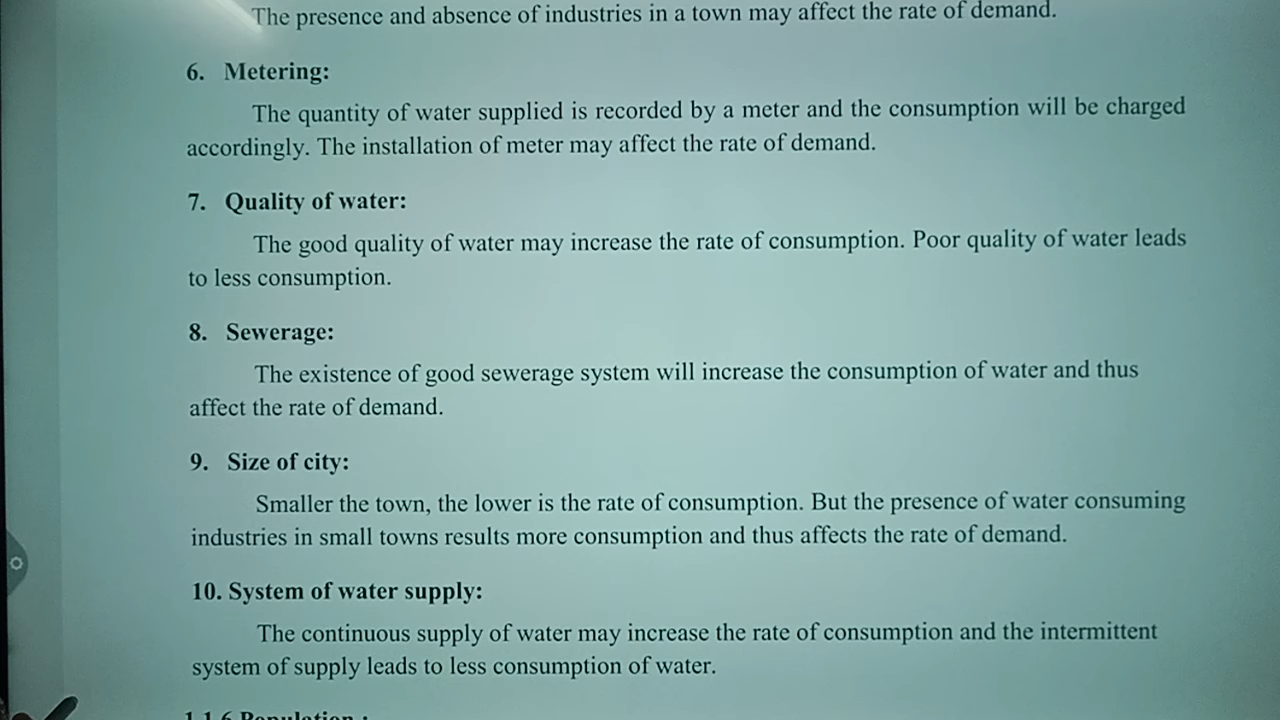 The presence and absence of industries in a town may affect the rate of demand.
6. Metering:
The quantity of water supplied is recorded by a meter and the consumption will be charged
accordingly. The installation of meter may affect the rate of demand.
7. Quality of water:
The good quality of water may increase the rate of consumption. Poor quality of water leads
to less consumption.
8. Sewerage:
The existence of good sewerage system will increase the consumption of water and thus
affect the rate of demand.
9. Size of city:
Smaller the town, the lower is the rate of consumption. But the presence of water consuming
industries in small towns results more consumption and thus affects the rate of demand.
10. System of water supply:
The continuous supply of water may increase the rate of consumption and the intermittent
system of supply leads to less consumption of water.
1.1.6 Population :